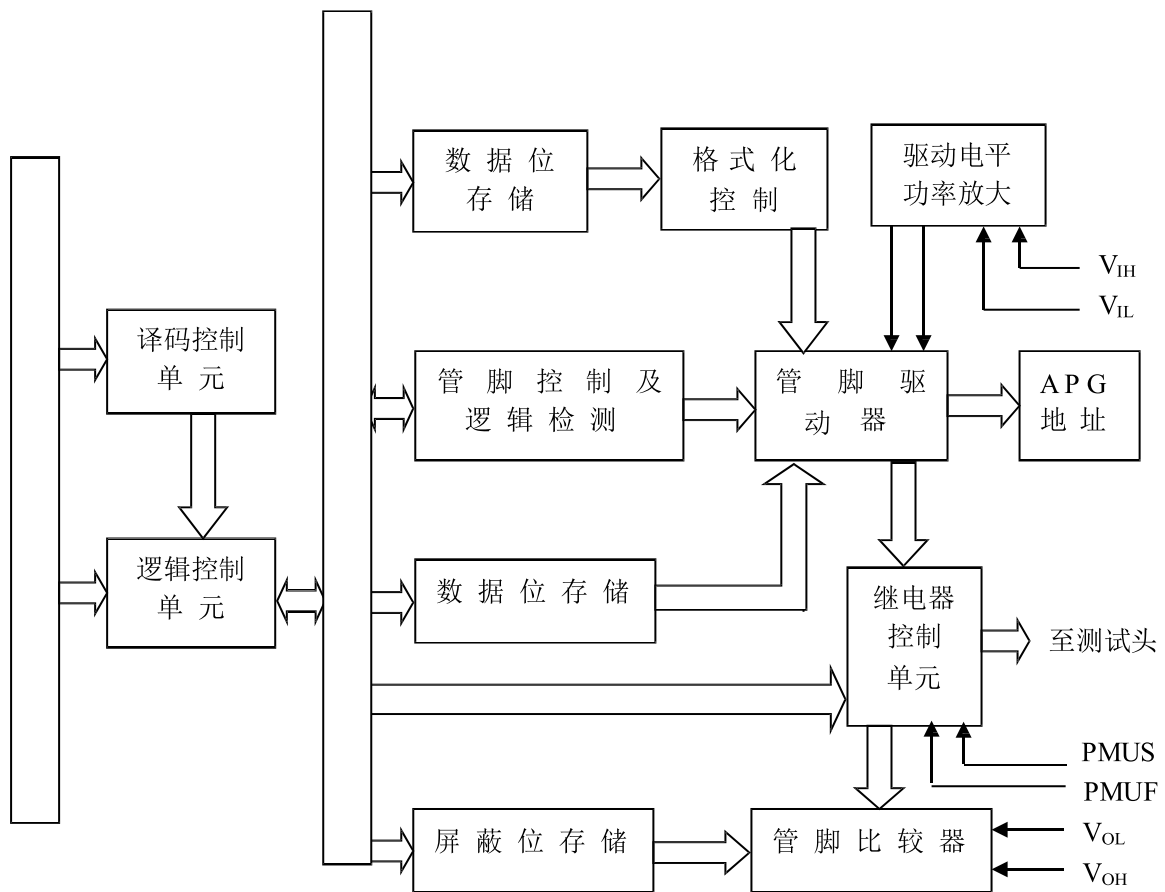 数据位
存储
格式化
控制
驱动电平
功率放大
V_IH
V_IL
译码控制
单元
管脚控制及
逻辑检测
管脚驱
动器
APG
地址
逻辑控制
单元
数据位存储
继电器
控制
单元
至测试头
PMUS
PMUF
屏蔽位存储
管脚比较器
V_OL
V_OH